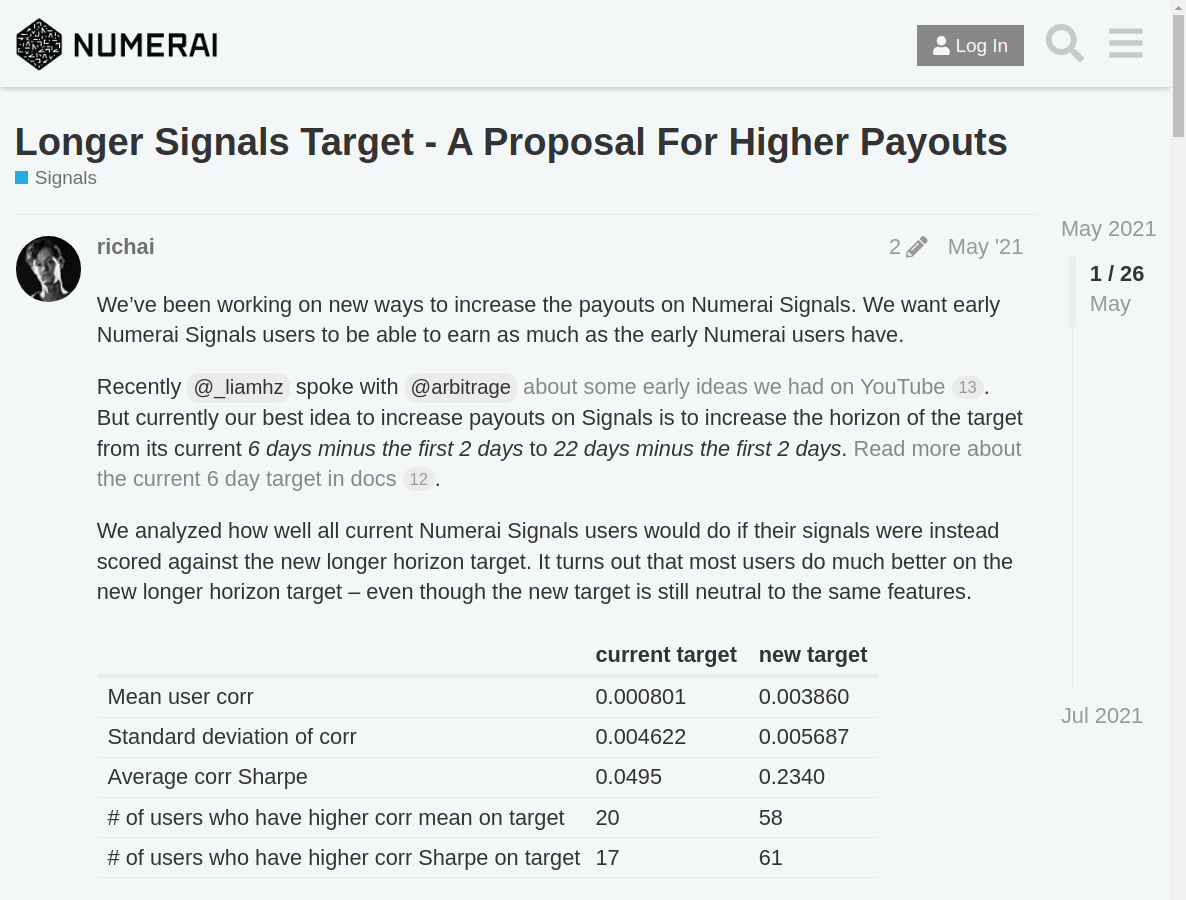 NUMERAI
Log In
Longer Signals Target - A Proposal For Higher Payouts
Signals
richai
2
May '21
We’ve been working on new ways to increase the payouts on Numerai Signals. We want early
Numerai Signals users to be able to earn as much as the early Numerai users have.
Recently @_liamhz spoke with @arbitrage about some early ideas we had on YouTube 13.
But currently our best idea to increase payouts on Signals is to increase the horizon of the target
from its current 6 days minus the first 2 days to 22 days minus the first 2 days. Read more about
the current 6 day target in docs 12.
We analyzed how well all current Numerai Signals users would do if their signals were instead
scored against the new longer horizon target. It turns out that most users do much better on the
new longer horizon target – even though the new target is still neutral to the same features.
current target new target
Mean user corr 0.000801 0.003860
Standard deviation of corr 0.004622 0.005687
Average corr Sharpe 0.0495 0.2340
# of users who have higher corr mean on target 20 58
# of users who have higher corr Sharpe on target 17 61
May 2021
1 / 26
May
Jul 2021